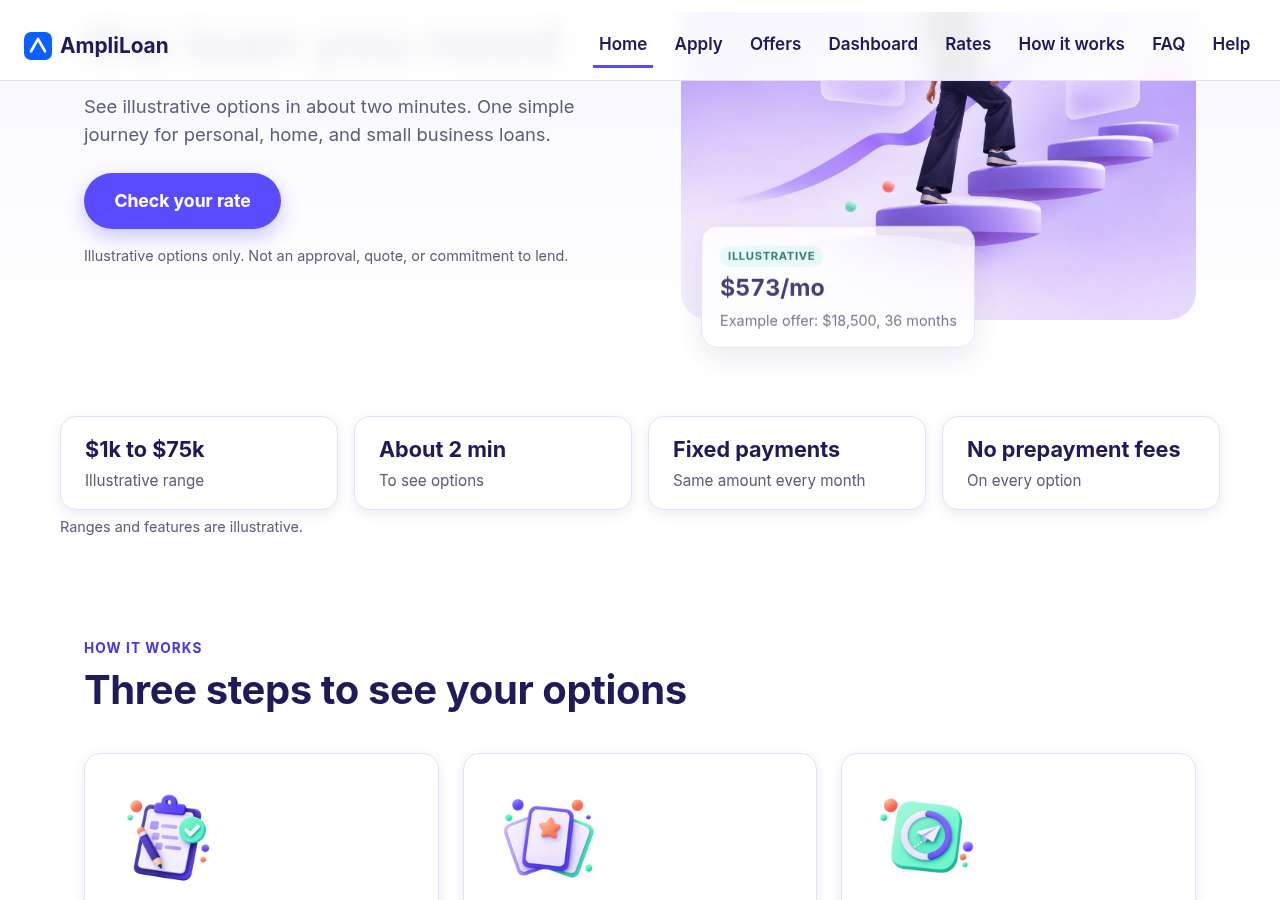 AmpliLoan
Home Apply Offers Dashboard Rates How it works FAQ Help
See illustrative options in about two minutes. One simple
journey for personal, home, and small business loans.
Check your rate
Illustrative options only. Not an approval, quote, or commitment to lend.
ILLUSTRATIVE
$573/mo
Example offer: $18,500, 36 months
$1k to $75k
Illustrative range
About 2 min
To see options
Fixed payments
Same amount every month
No prepayment fees
On every option
Ranges and features are illustrative.
HOW IT WORKS
Three steps to see your options